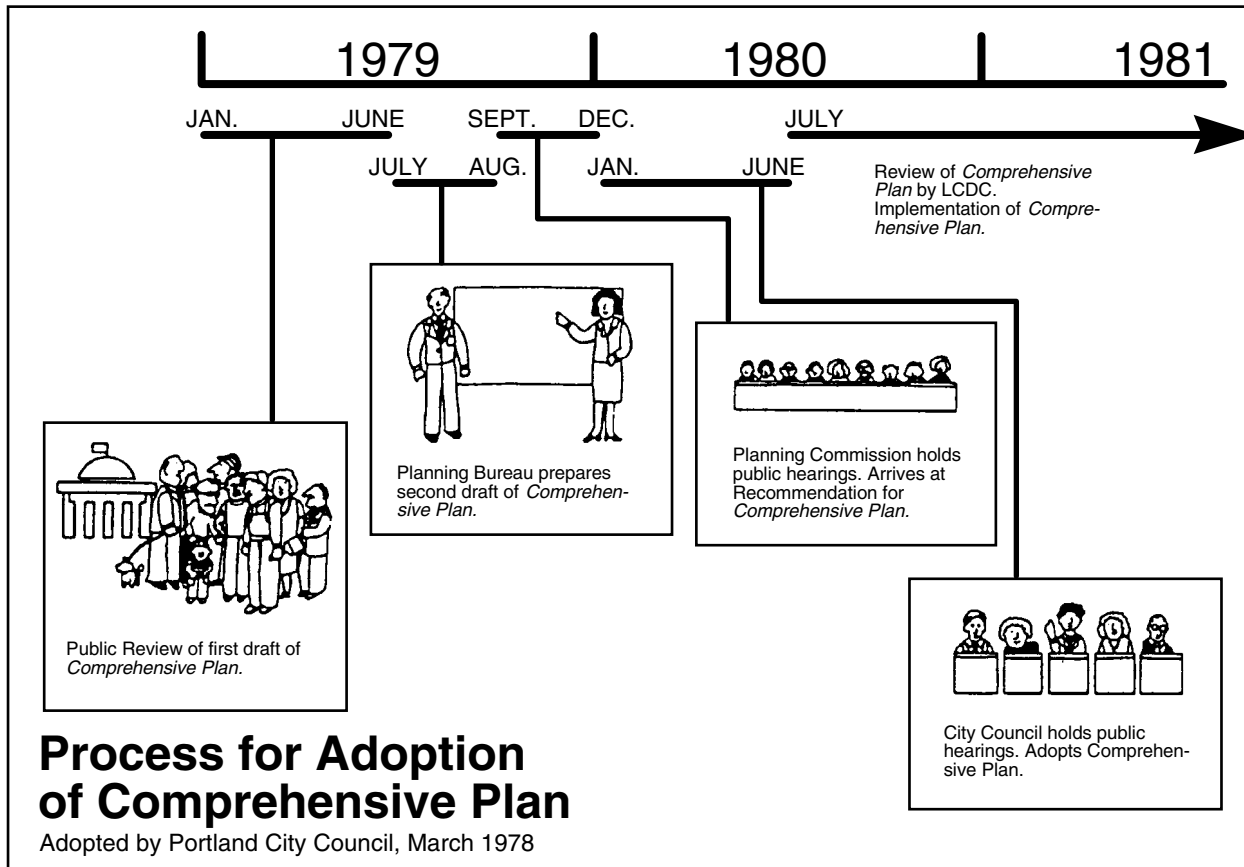 1979 1980 1981
JAN. JUNE SEPT. DEC. JULY
JULY AUG. JAN. JUNE
Review of Comprehensive
Plan by LCDC.
Implementation of Compre-
hensive Plan.
Planning Bureau prepares
second draft of Comprehen-
sive Plan.
Planning Commission holds
public hearings. Arrives at
Recommendation for
Comprehensive Plan.
Public Review of first draft of
Comprehensive Plan.
City Council holds public
hearings. Adopts Comprehen-
sive Plan.
Process for Adoption
of Comprehensive Plan
Adopted by Portland City Council, March 1978